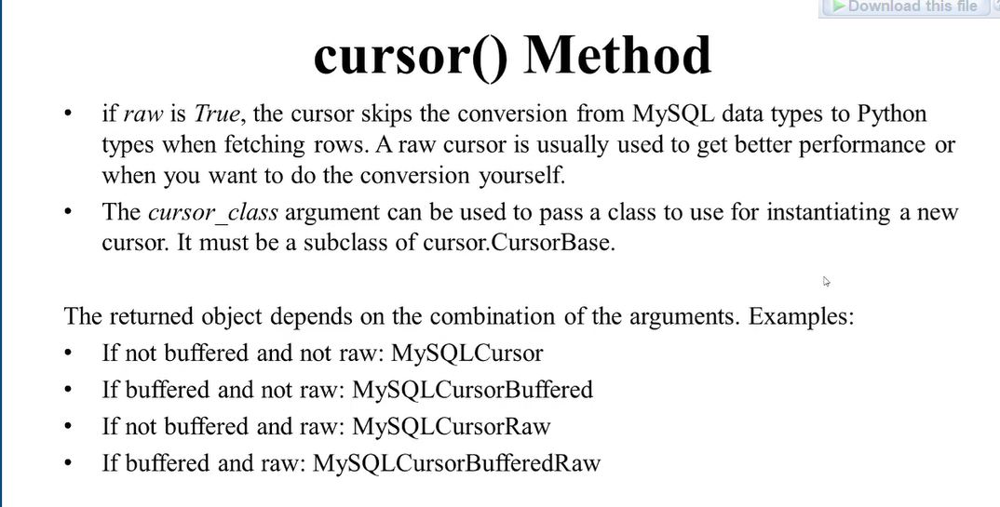 Download this file
cursor() Method
• if raw is True, the cursor skips the conversion from MySQL data types to Python
types when fetching rows. A raw cursor is usually used to get better performance or
when you want to do the conversion yourself.
• The cursor_class argument can be used to pass a class to use for instantiating a new
cursor. It must be a subclass of cursor.CursorBase.
The returned object depends on the combination of the arguments. Examples:
• If not buffered and not raw: MySQLCursor
• If buffered and not raw: MySQLCursorBuffered
• If not buffered and raw: MySQLCursorRaw
• If buffered and raw: MySQLCursorBufferedRaw